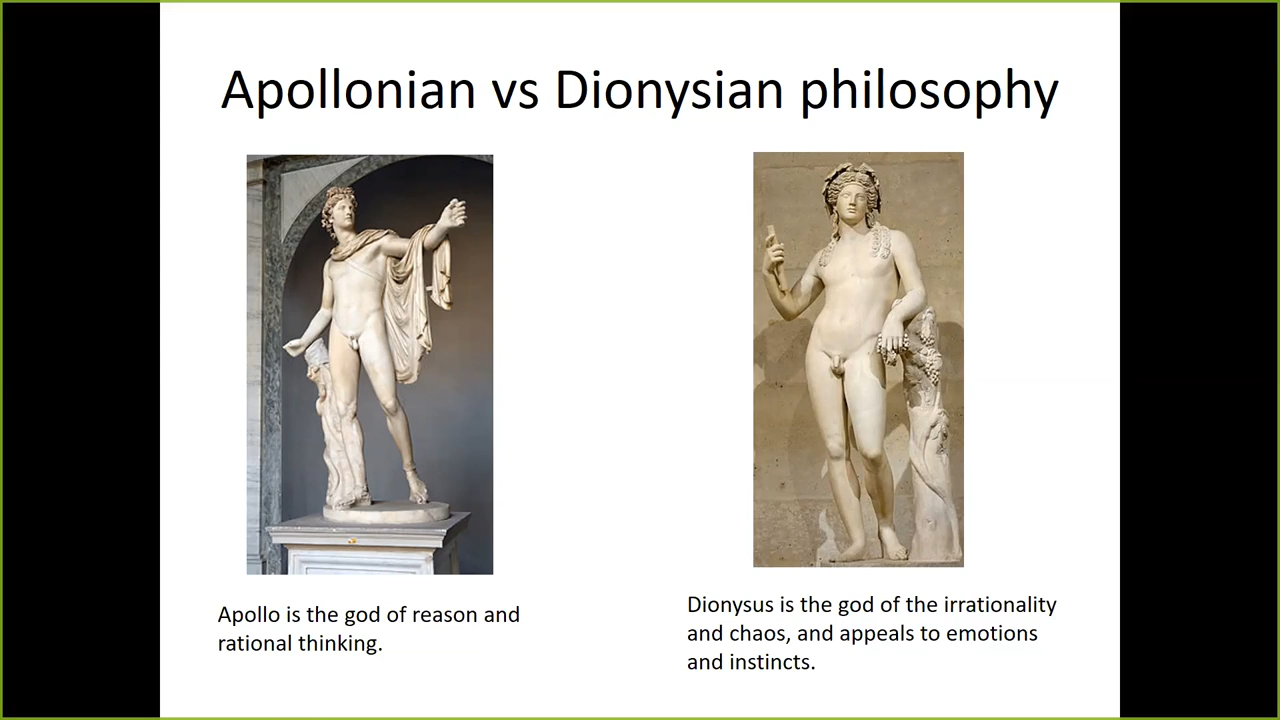 Apollonian vs Dionysian philosophy
Apollo is the god of reason and
rational thinking.
Dionysus is the god of the irrationality
and chaos, and appeals to emotions
and instincts.